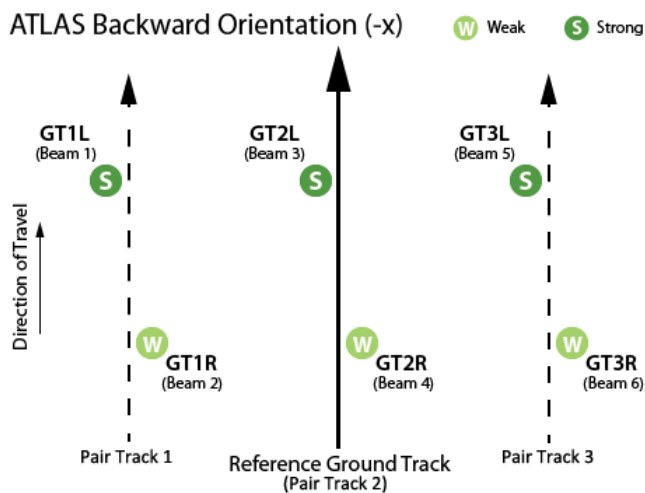 ATLAS Backward Orientation (-x)
W Weak
S Strong
GT1L
(Beam 1)
S
GT2L
(Beam 3)
S
GT3L
(Beam 5)
S
Direction of Travel
W
GT1R
(Beam 2)
W
GT2R
(Beam 4)
W
GT3R
(Beam 6)
Pair Track 1
Reference Ground Track
(Pair Track 2)
Pair Track 3